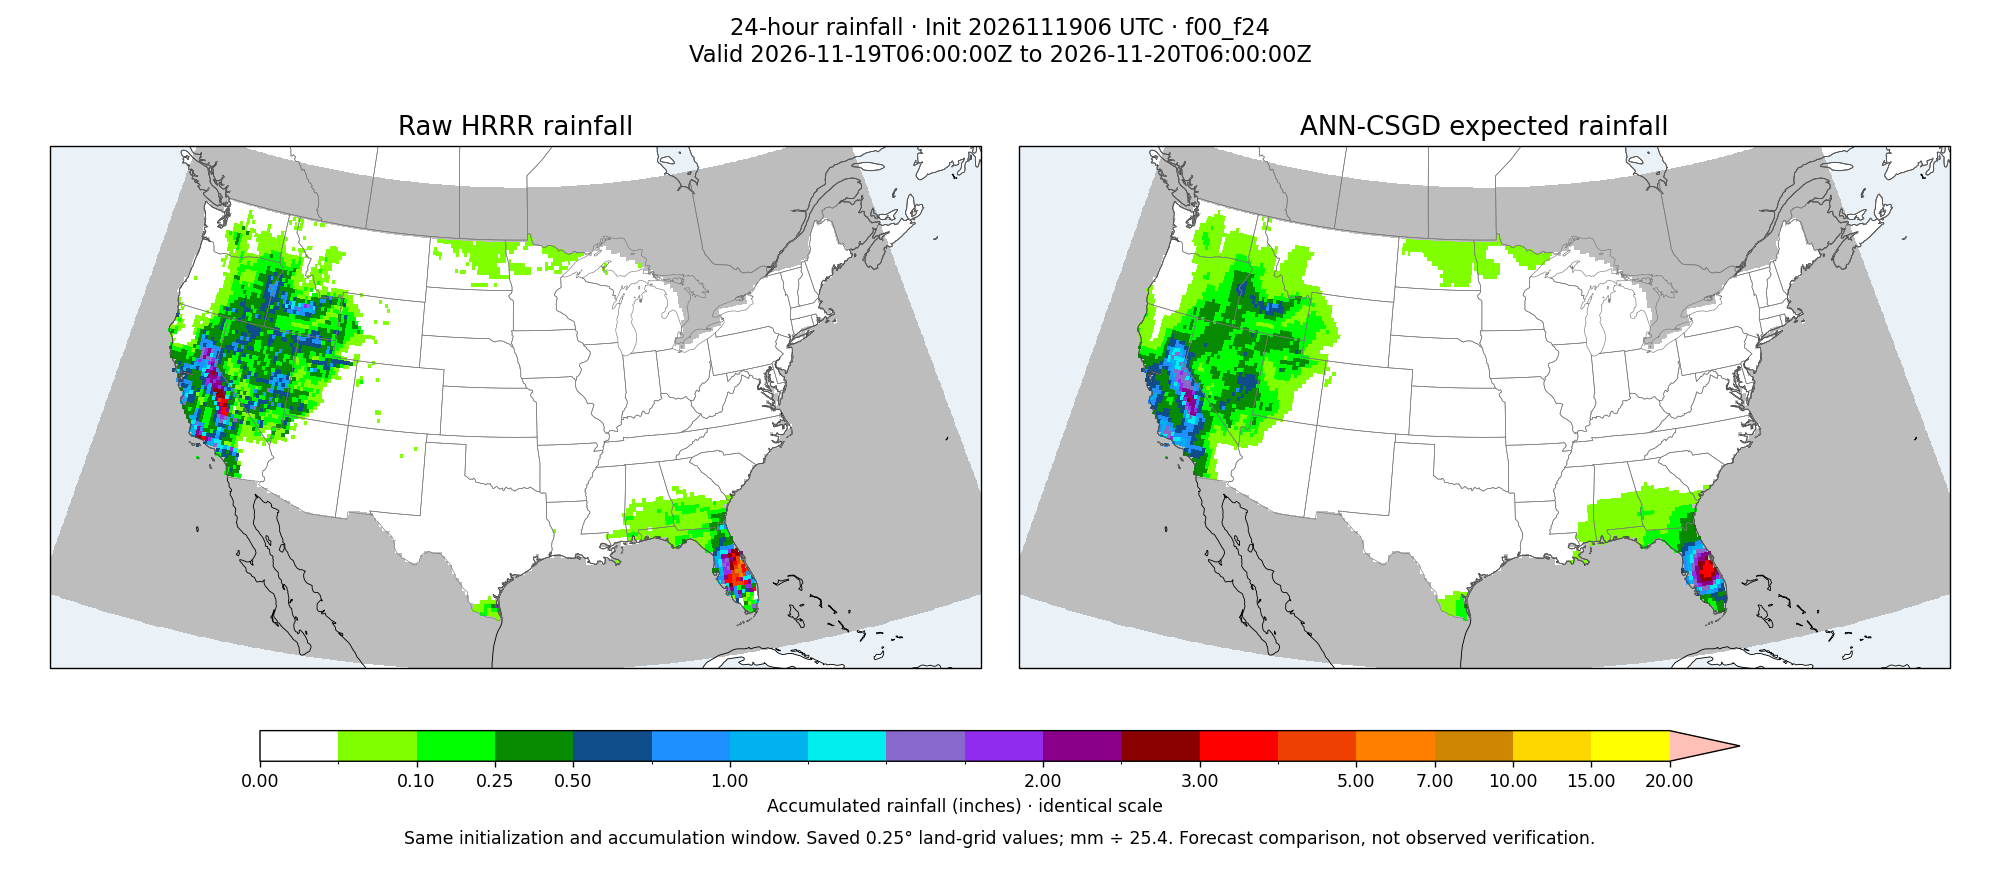 24-hour rainfall · Init 2026111906 UTC · f00_f24
Valid 2026-11-19T06:00:00Z to 2026-11-20T06:00:00Z
Raw HRRR rainfall
ANN-CSGD expected rainfall
0.00 0.10 0.25 0.50 1.00 2.00 3.00 5.00 7.00 10.00 15.00 20.00
Accumulated rainfall (inches) · identical scale
Same initialization and accumulation window. Saved 0.25° land-grid values; mm ÷ 25.4. Forecast comparison, not observed verification.